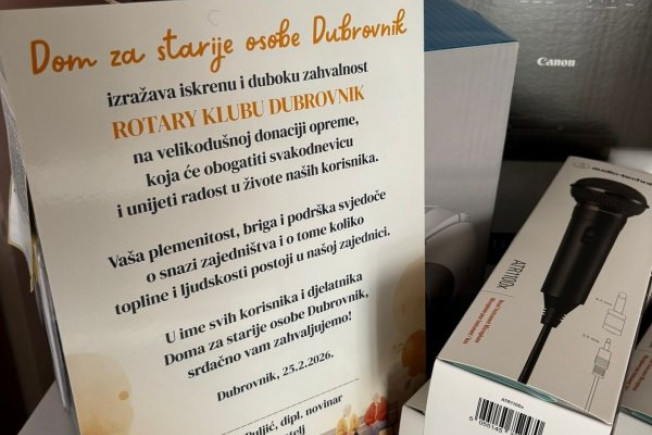 Dom za starije osobe Dubrovnik
izražava iskrenu i duboku zahvalnost
ROTARY KLUBU DUBROVNIK
na velikodušnoj donaciji opreme,
koja će obogatiti svakodnevicu
i unijeti radost u živote naših korisnika.
Vaša plemenitost, briga i podrška svjedoče
o snazi zajedništva i o tome koliko
topline i ljudskosti postoji u našoj zajednici.
U ime svih korisnika i djelatnika
Doma za starije osobe Dubrovnik,
srdačno vam zahvaljujemo!
Dubrovnik, 25.2.2026.
dipl. novinar
Canon
ATR1100x